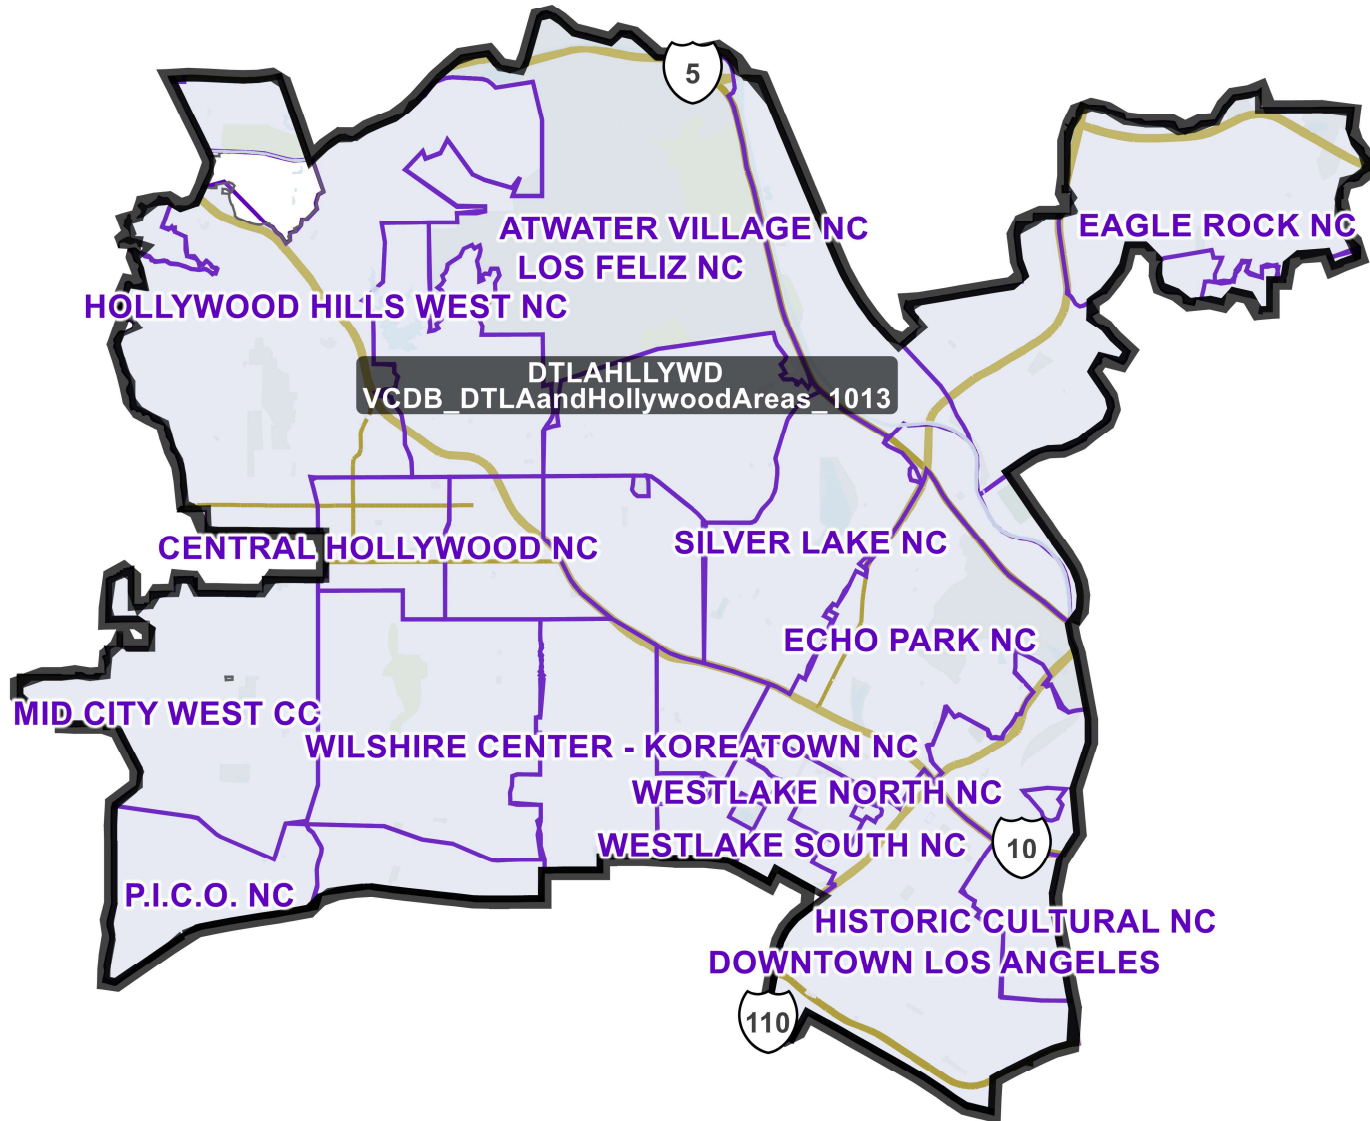 5
ATWATER VILLAGE NC
EAGLE ROCK NC
LOS FELIZ NC
HOLLYWOOD HILLS WEST NC
DTLAHLLYWD
VCDB_DTLAandHollywoodAreas_1013
CENTRAL HOLLYWOOD NC
SILVER LAKE NC
ECHO PARK NC
MID CITY WEST CC
WILSHIRE CENTER - KOREATOWN NC
WESTLAKE NORTH NC
WESTLAKE SOUTH NC
10
P.I.C.O. NC
HISTORIC CULTURAL NC
DOWNTOWN LOS ANGELES
110